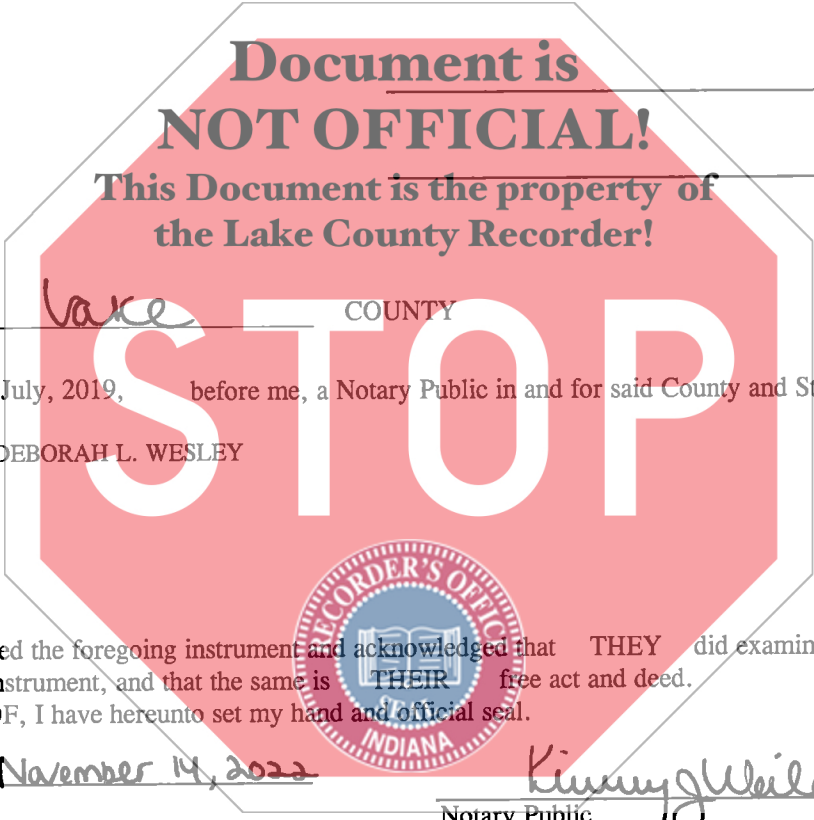 Document is
NOT OFFICIAL!
This Document is the property of
the Lake County Recorder!
Lake COUNTY
STOP
July, 2019, before me, a Notary Public in and for said County and St
DEBORAH L. WESLEY
RECORDER'S OFFICE
SEAL
INDIANA
ed the foregoing instrument and acknowledged that THEY did examin
nstrument, and that the same is THEIR free act and deed.
OF, I have hereunto set my hand and official seal.
November 14, 2022
Notary Public